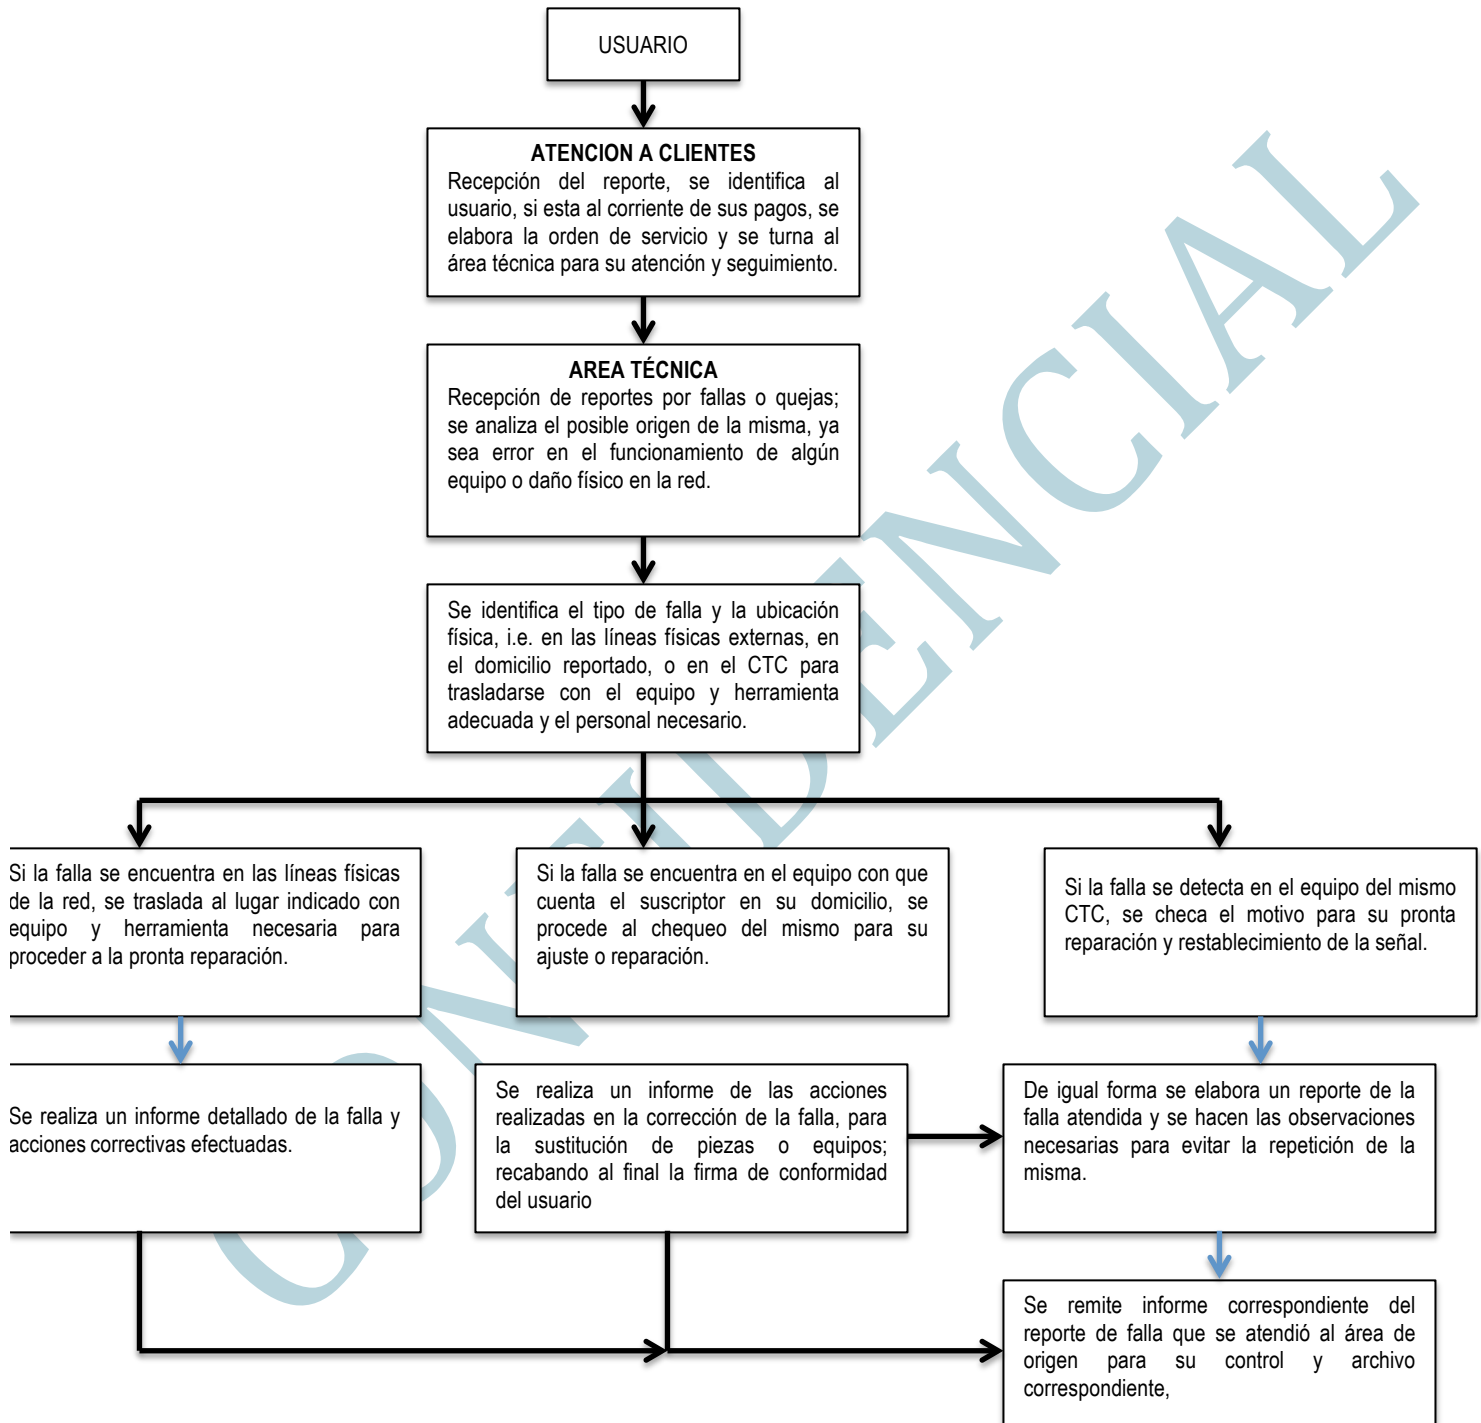 USUARIO
ATENCION A CLIENTES
Recepción del reporte, se identifica al
usuario, si esta al corriente de sus pagos, se
elabora la orden de servicio y se turna al
área técnica para su atención y seguimiento.
AREA TÉCNICA
Recepción de reportes por fallas o quejas;
se analiza el posible origen de la misma, ya
sea error en el funcionamiento de algún
equipo o daño físico en la red.
Se identifica el tipo de falla y la ubicación
física, i.e. en las líneas físicas externas, en
el domicilio reportado, o en el CTC para
trasladarse con el equipo y herramienta
adecuada y el personal necesario.
Si la falla se encuentra en las líneas físicas
de la red, se traslada al lugar indicado con
equipo y herramienta necesaria para
proceder a la pronta reparación.
Si la falla se encuentra en el equipo con que
cuenta el suscriptor en su domicilio, se
procede al chequeo del mismo para su
ajuste o reparación.
Si la falla se detecta en el equipo del mismo
CTC, se checa el motivo para su pronta
reparación y restablecimiento de la señal.
Se realiza un informe detallado de la falla y
acciones correctivas efectuadas.
Se realiza un informe de las acciones
realizadas en la corrección de la falla, para
la sustitución de piezas o equipos;
recabando al final la firma de conformidad
del usuario
De igual forma se elabora un reporte de la
falla atendida y se hacen las observaciones
necesarias para evitar la repetición de la
misma.
Se remite informe correspondiente del
reporte de falla que se atendió al área de
origen para su control y archivo
correspondiente,
CONFIDENCIAL